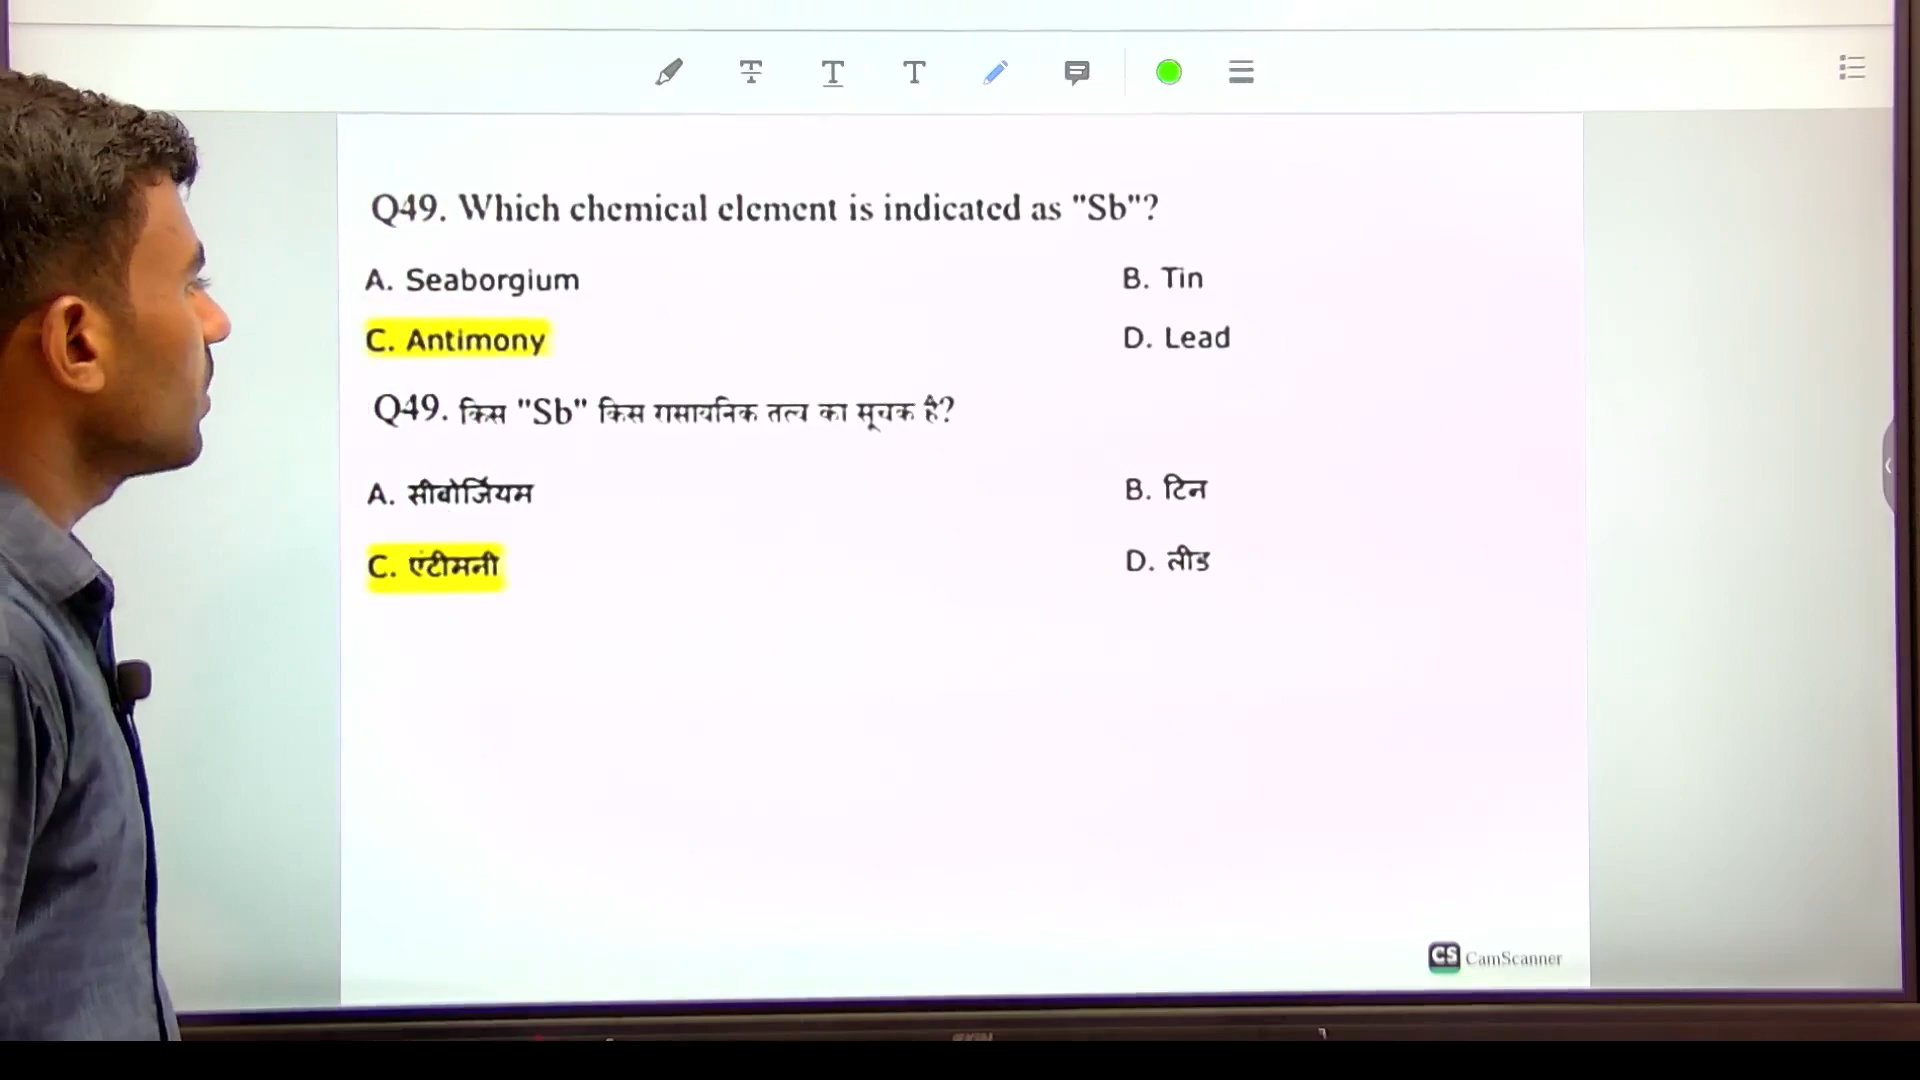 Q49. Which chemical element is indicated as "Sb"?
A. Seaborgium B. Tin
C. Antimony D. Lead
Q49. किस "Sb" किस रासायनिक तत्व का सूचक है?
A. सीबोर्जियम B. टिन
C. एंटीमनी D. लीड
CS CamScanner